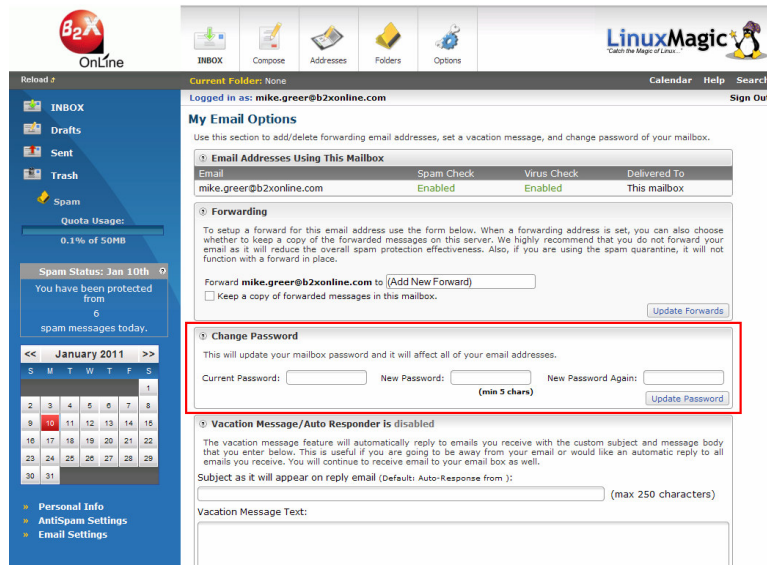 B2X
OnLine
INBOX
Compose
Addresses
Folders
Options
LinuxMagic
"Catch the Magic of Linux..."
Reload
Current Folder: None
Calendar Help Search
Logged in as: mike.greer@b2xonline.com
Sign Out
INBOX
Drafts
Sent
Trash
Spam
Quota Usage:
0.1% of 50MB
Spam Status: Jan 10th
You have been protected
from
6
spam messages today.
<< January 2011 >>
S M T W T F S
1
2 3 4 5 6 7 8
9 10 11 12 13 14 15
16 17 18 19 20 21 22
23 24 25 26 27 28 29
30 31
» Personal Info
» AntiSpam Settings
» Email Settings
My Email Options
Use this section to add/delete forwarding email addresses, set a vacation message, and change password of your mailbox.
Email Addresses Using This Mailbox
Email Spam Check Virus Check Delivered To
mike.greer@b2xonline.com Enabled Enabled This mailbox
Forwarding
To setup a forward for this email address use the form below. When a forwarding address is set, you can also choose
whether to keep a copy of the forwarded messages on this server. We highly recommend that you do not forward your
email as it will reduce the overall spam protection effectiveness. Also, if you are using the spam quarantine, it will not
function with a forward in place.
Forward mike.greer@b2xonline.com to (Add New Forward)
Keep a copy of forwarded messages in this mailbox.
Update Forwards
Change Password
This will update your mailbox password and it will affect all of your email addresses.
Current Password: New Password: New Password Again:
(min 5 chars)
Update Password
Vacation Message/Auto Responder is disabled
The vacation message feature will automatically reply to emails you receive with the custom subject and message body
that you enter below. This is useful if you are going to be away from your email or would like an automatic reply to all
emails you receive. You will continue to receive email to your email box as well.
Subject as it will appear on reply email (Default: Auto-Response from ):
(max 250 characters)
Vacation Message Text: